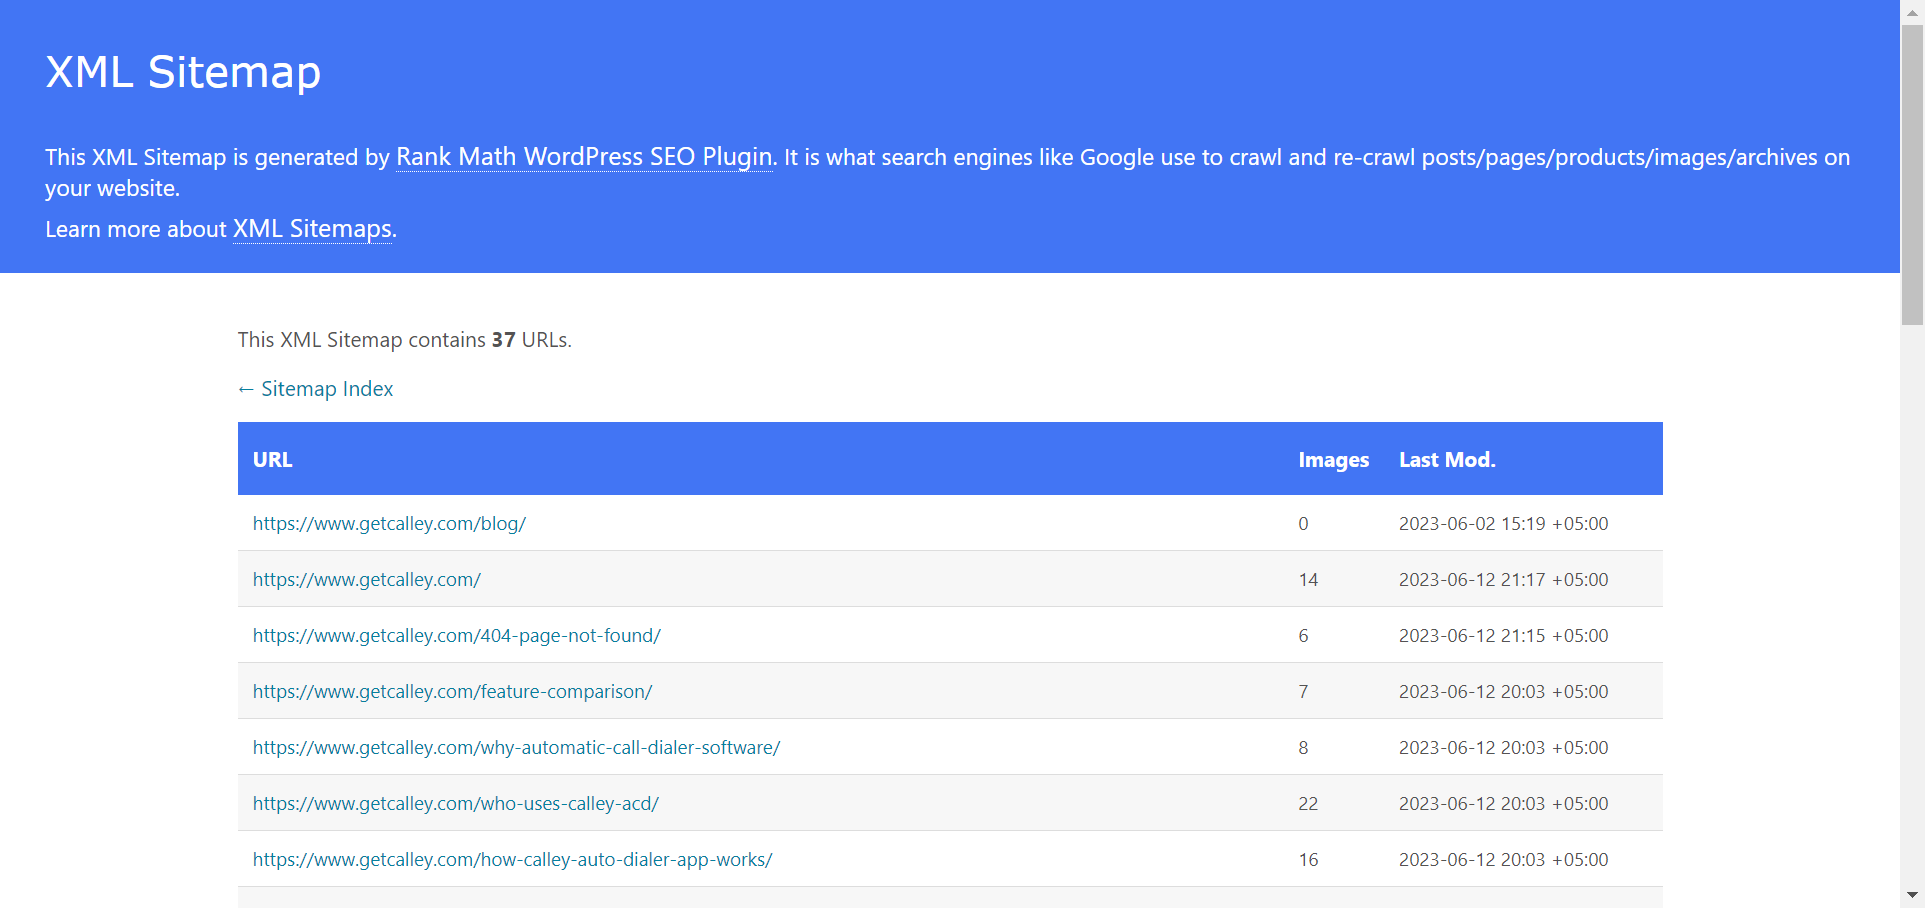 XML Sitemap
This XML Sitemap is generated by Rank Math WordPress SEO Plugin. It is what search engines like Google use to crawl and re-crawl posts/pages/products/images/archives on
your website.
Learn more about XML Sitemaps.
This XML Sitemap contains 37 URLs.
← Sitemap Index
URL Images Last Mod.
https://www.getcalley.com/blog/ 0 2023-06-02 15:19 +05:00
https://www.getcalley.com/ 14 2023-06-12 21:17 +05:00
https://www.getcalley.com/404-page-not-found/ 6 2023-06-12 21:15 +05:00
https://www.getcalley.com/feature-comparison/ 7 2023-06-12 20:03 +05:00
https://www.getcalley.com/why-automatic-call-dialer-software/ 8 2023-06-12 20:03 +05:00
https://www.getcalley.com/who-uses-calley-acd/ 22 2023-06-12 20:03 +05:00
https://www.getcalley.com/how-calley-auto-dialer-app-works/ 16 2023-06-12 20:03 +05:00